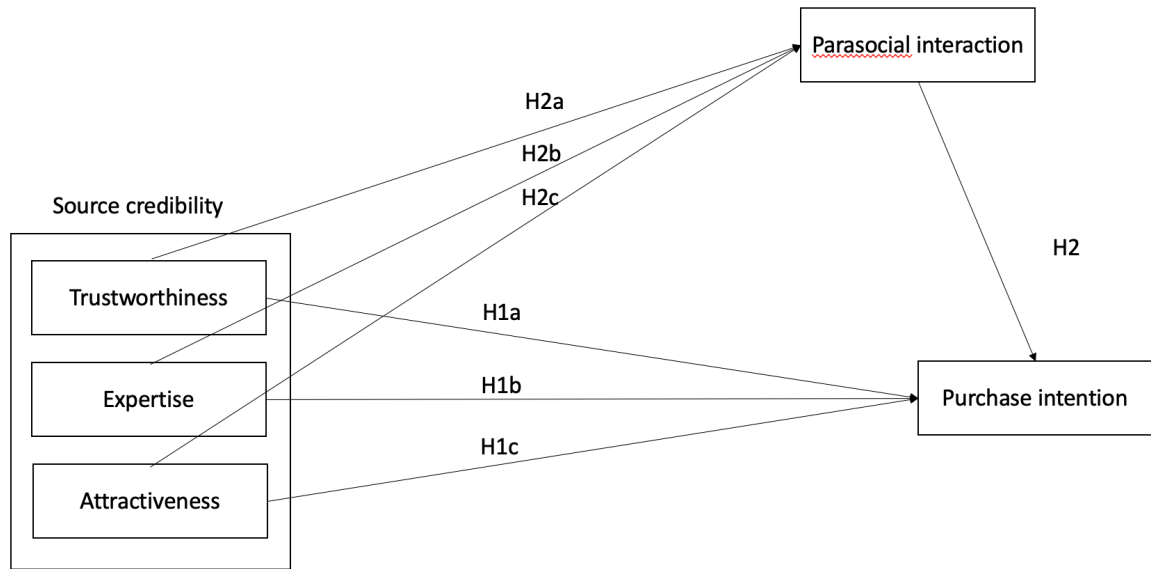 Parasocial interaction
H2a
H2b
H2c
Source credibility
H2
Trustworthiness
H1a
Expertise
H1b
Purchase intention
H1c
Attractiveness